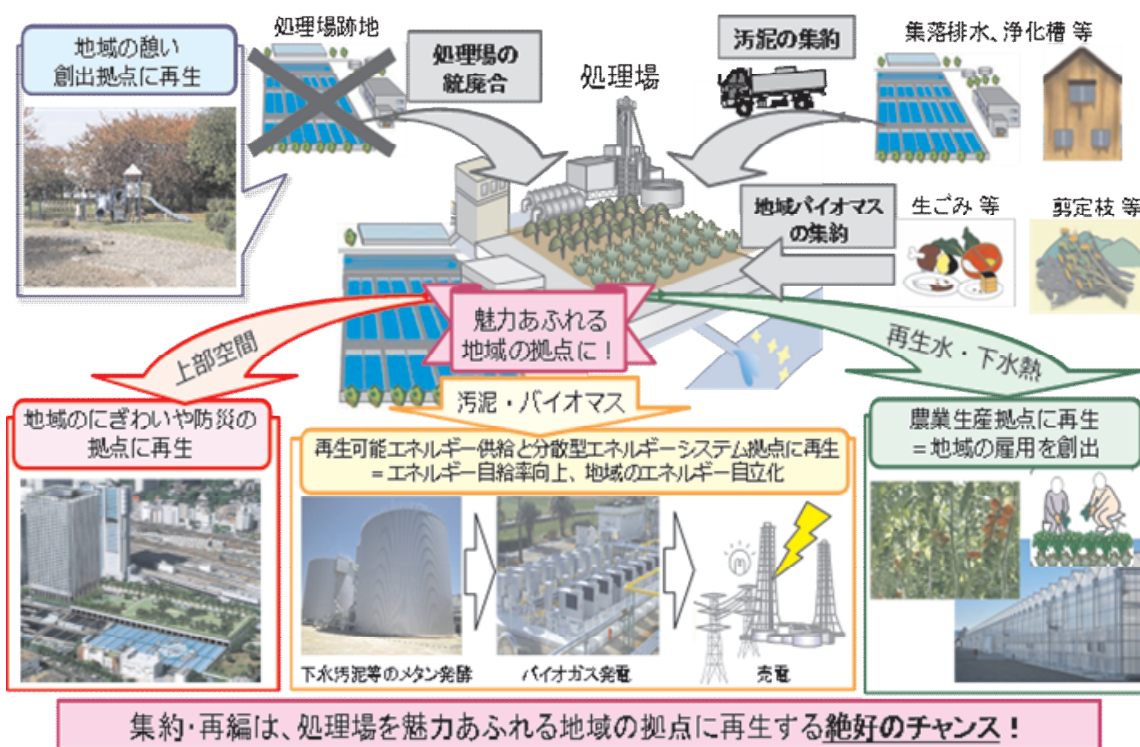 地域の憩い
創出拠点に再生
処理場跡地
処理場の
統廃合
処理場
汚泥の集約
集落排水、浄化槽 等
地域バイオマス
の集約
生ごみ 等
剪定枝 等
魅力あふれる
地域の拠点に！
上部空間
汚泥・バイオマス
再生水・下水熱
地域のにぎわいや防災の
拠点に再生
再生可能エネルギー供給と分散型エネルギーシステム拠点に再生
＝エネルギー自給率向上、地域のエネルギー自立化
農業生産拠点に再生
＝地域の雇用を創出
下水汚泥等のメタン発酵
バイオガス発電
売電
集約・再編は、処理場を魅力あふれる地域の拠点に再生する絶好のチャンス！